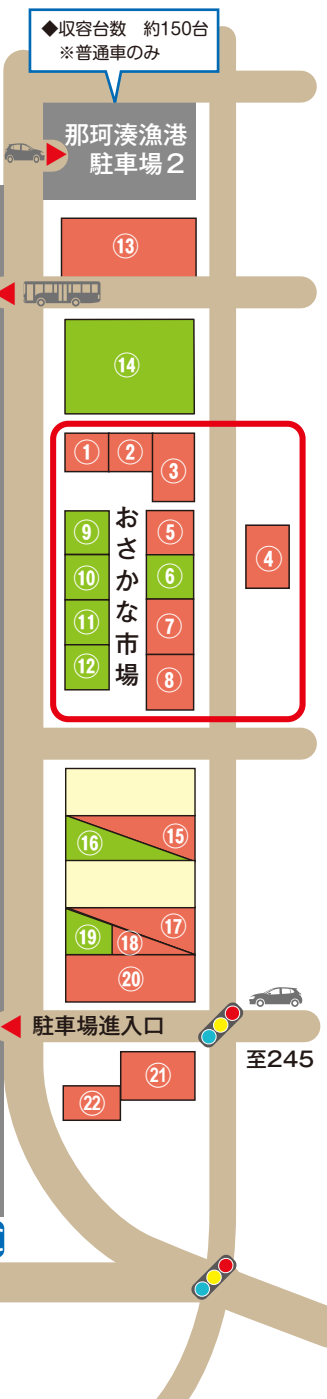 ◆収容台数　約150台
※普通車のみ
那珂湊漁港
駐車場2
⑬
⑭
① ② ③
④
おさかな市場
⑤
⑥
⑦
⑧
⑨
⑩
⑪
⑫
⑮
⑯
⑰
⑱
⑲
⑳
駐車場進入口
至245
㉑
㉒